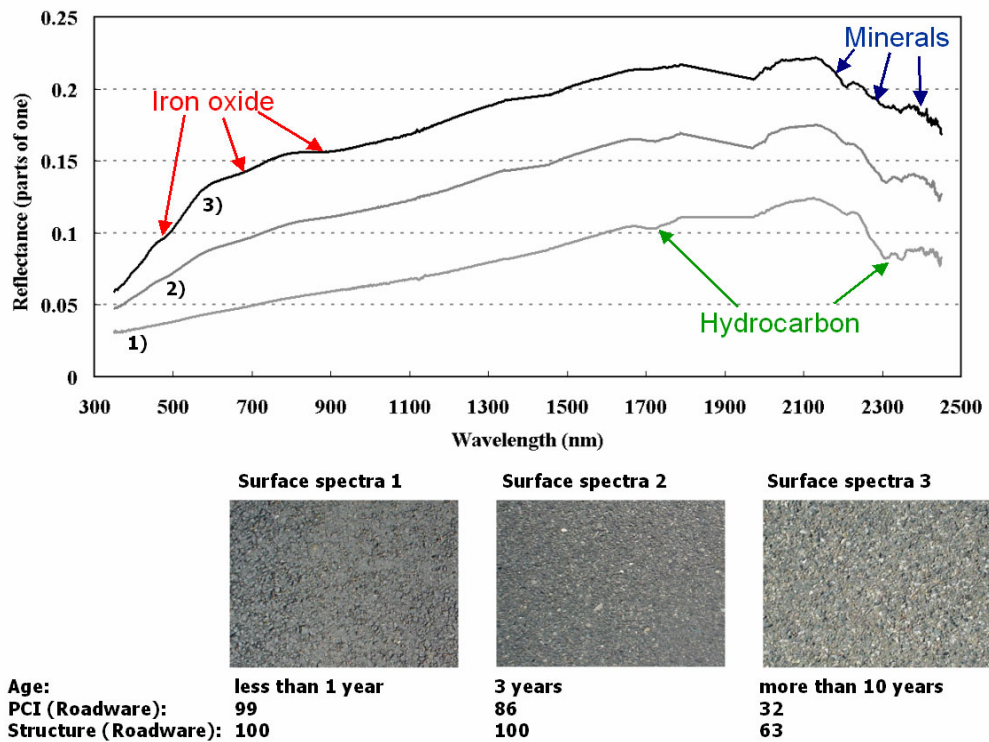 0.25
0.2
0.15
0.1
0.05
0
Reflectance (parts of one)
Iron oxide
Minerals
Hydrocarbon
3)
2)
1)
300 500 700 900 1100 1300 1500 1700 1900 2100 2300 2500
Wavelength (nm)
Surface spectra 1 Surface spectra 2 Surface spectra 3
Age: less than 1 year 3 years more than 10 years
PCI (Roadware): 99 86 32
Structure (Roadware): 100 100 63